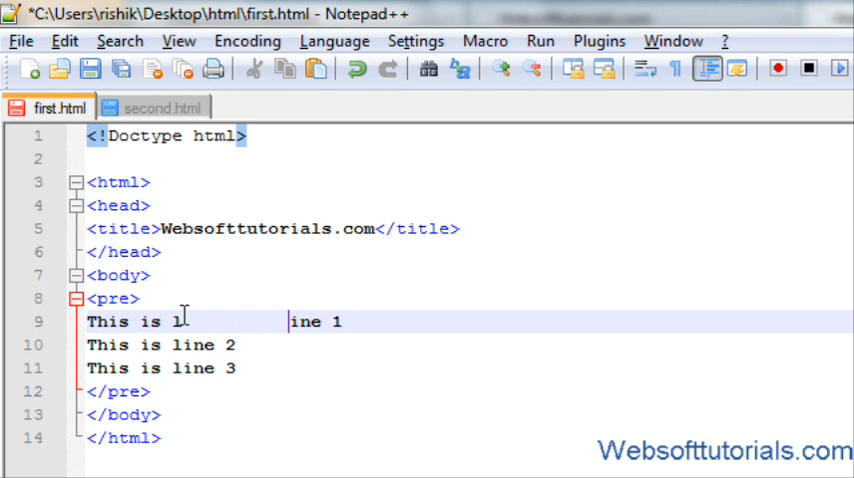 *C:\Users\rishik\Desktop\html\first.html - Notepad++
File Edit Search View Encoding Language Settings Macro Run Plugins Window ?
first.html second.html
1 <!Doctype html>
2
3 <html>
4 <head>
5 <title>Websofttutorials.com</title>
6 </head>
7 <body>
8 <pre>
9 This is l          ine 1
10 This is line 2
11 This is line 3
12 </pre>
13 </body>
14 </html>
Websofttutorials.com